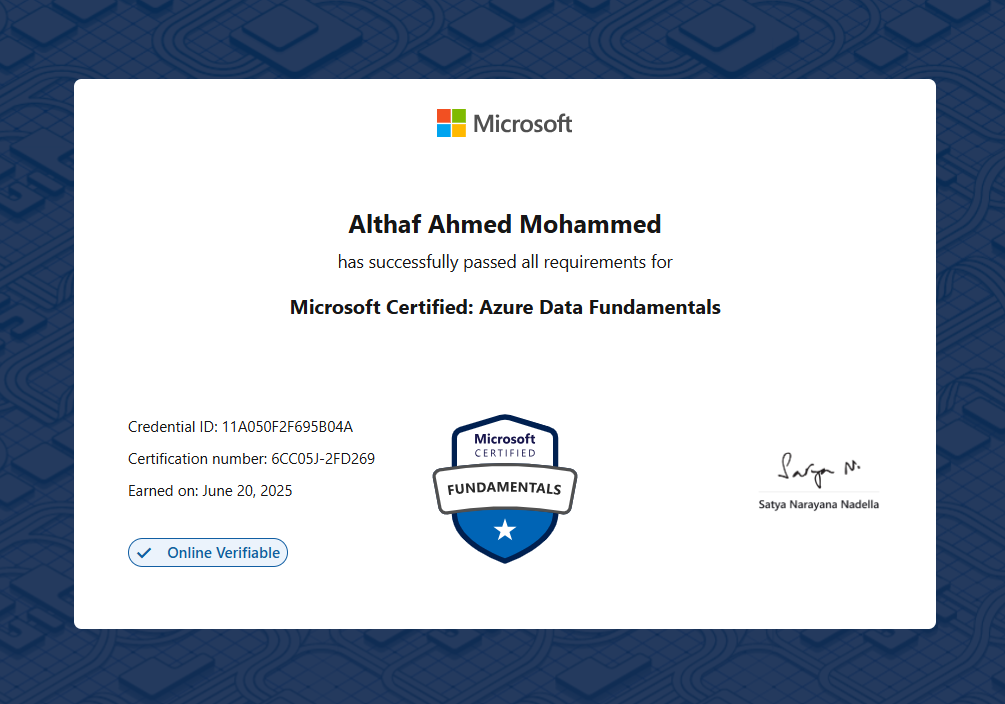 Microsoft
Althaf Ahmed Mohammed
has successfully passed all requirements for
Microsoft Certified: Azure Data Fundamentals
Credential ID: 11A050F2F695B04A
Certification number: 6CC05J-2FD269
Earned on: June 20, 2025
Online Verifiable
Microsoft
CERTIFIED
FUNDAMENTALS
Satya N.
Satya Narayana Nadella